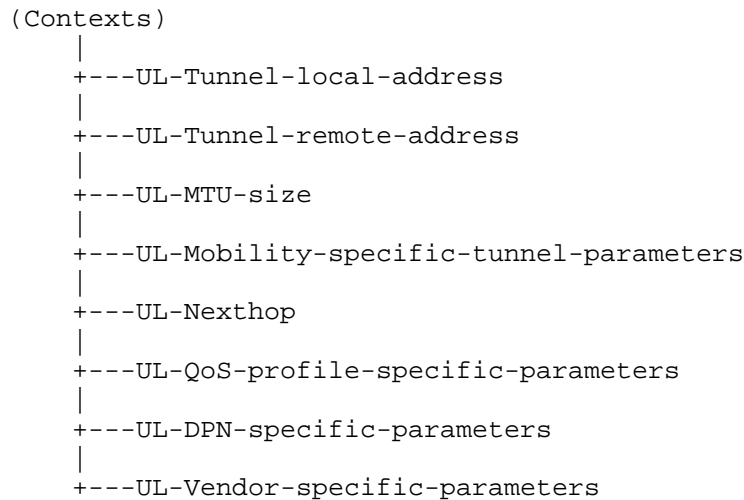 (Contexts)
|
+---UL-Tunnel-local-address
|
+---UL-Tunnel-remote-address
|
+---UL-MTU-size
|
+---UL-Mobility-specific-tunnel-parameters
|
+---UL-Nexthop
|
+---UL-QoS-profile-specific-parameters
|
+---UL-DPN-specific-parameters
|
+---UL-Vendor-specific-parameters